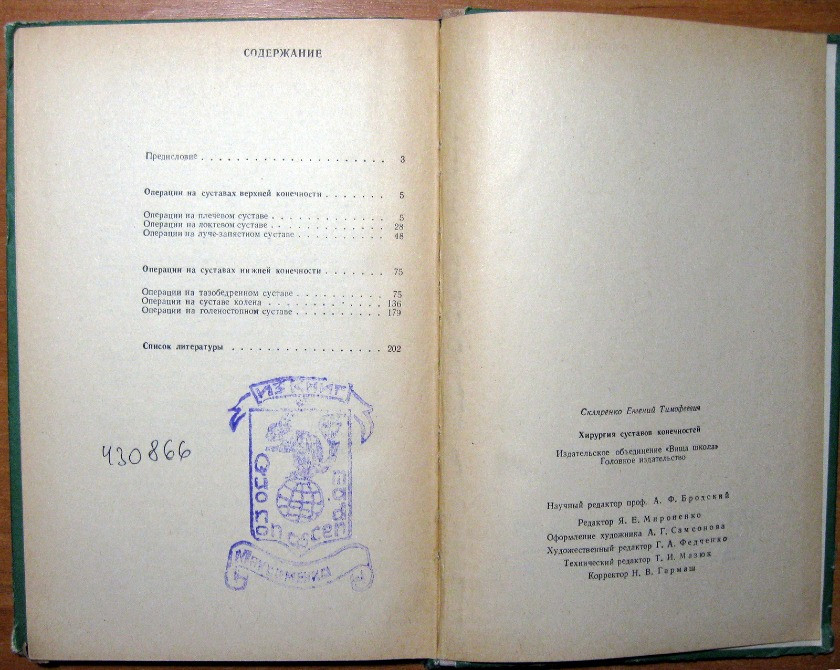 СОДЕРЖАНИЕ
Предисловие . . . . . . . . . . . . . . . . . . . . . 3
Операции на суставах верхней конечности . . . . . . . 5
Операции на плечевом суставе . . . . . . . . . . . . . 5
Операции на локтевом суставе . . . . . . . . . . . . . 28
Операции на луче-запястном суставе . . . . . . . . . . 48
Операции на суставах нижней конечности . . . . . . . 75
Операции на тазобедренном суставе . . . . . . . . . . 75
Операции на суставе колена . . . . . . . . . . . . . 136
Операции на голеностопном суставе . . . . . . . . . . 179
Список литературы . . . . . . . . . . . . . . . . . 202
ИЗ КНИГ
430866
Скляренко Евгений Тимофеевич
Хирургия суставов конечностей
Издательское объединение «Вища школа»
Головное издательство
Научный редактор проф. А. Ф. Бродский
Редактор Я. Е. Мироненко
Оформление художника А. Г. Самсонова
Художественный редактор Г. А. Федченко
Технический редактор Т. И. Мазюк
Корректор Н. В. Гармаш